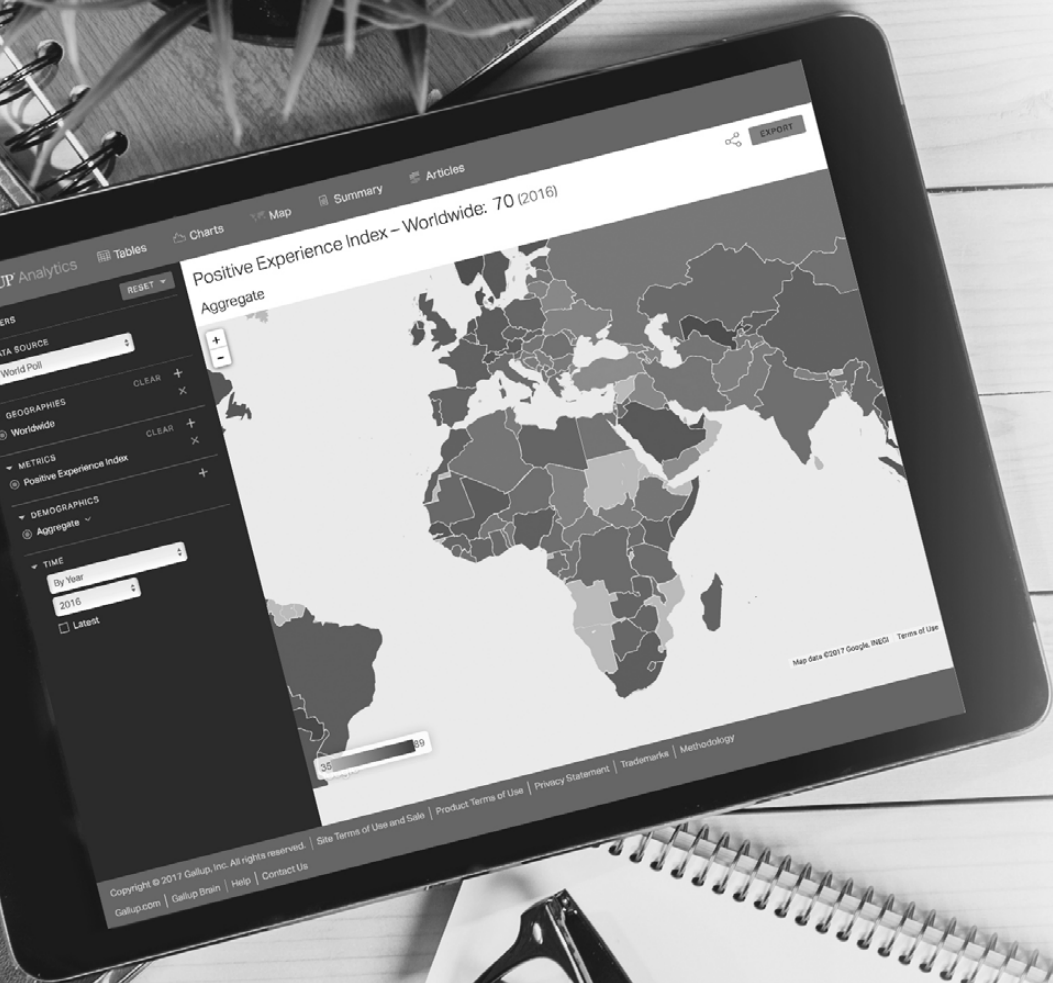 UP Analytics
Tables
Charts
Map
Summary
Articles
EXPORT
Positive Experience Index – Worldwide: 70 (2016)
Aggregate
+
-
RESET
ERS
ATA SOURCE
World Poll
CLEAR +
GEOGRAPHIES
Worldwide
CLEAR +
METRICS
Positive Experience Index
DEMOGRAPHICS
Aggregate
TIME
By Year
2016
Latest
35 89
Map data ©2017 Google, INEGI Terms of Use
Copyright © 2017 Gallup, Inc. All rights reserved. | Site Terms of Use and Sale | Product Terms of Use | Privacy Statement | Trademarks | Methodology
Gallup.com | Gallup Brain | Help | Contact Us